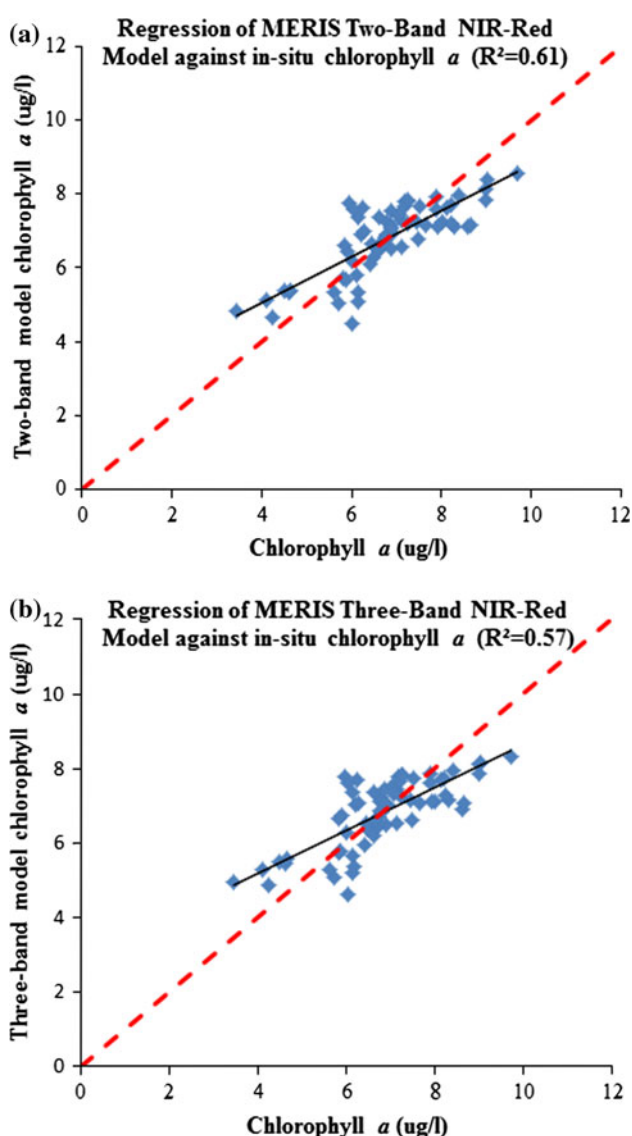 (a)
Regression of MERIS Two-Band NIR-Red
Model against in-situ chlorophyll a (R²=0.61)
12
10
8
6
4
2
0
Two-band model chlorophyll a (ug/l)
0 2 4 6 8 10 12
Chlorophyll a (ug/l)
(b)
Regression of MERIS Three-Band NIR-Red
Model against in-situ chlorophyll a (R²=0.57)
12
10
8
6
4
2
0
Three-band model chlorophyll a (ug/l)
0 2 4 6 8 10 12
Chlorophyll a (ug/l)